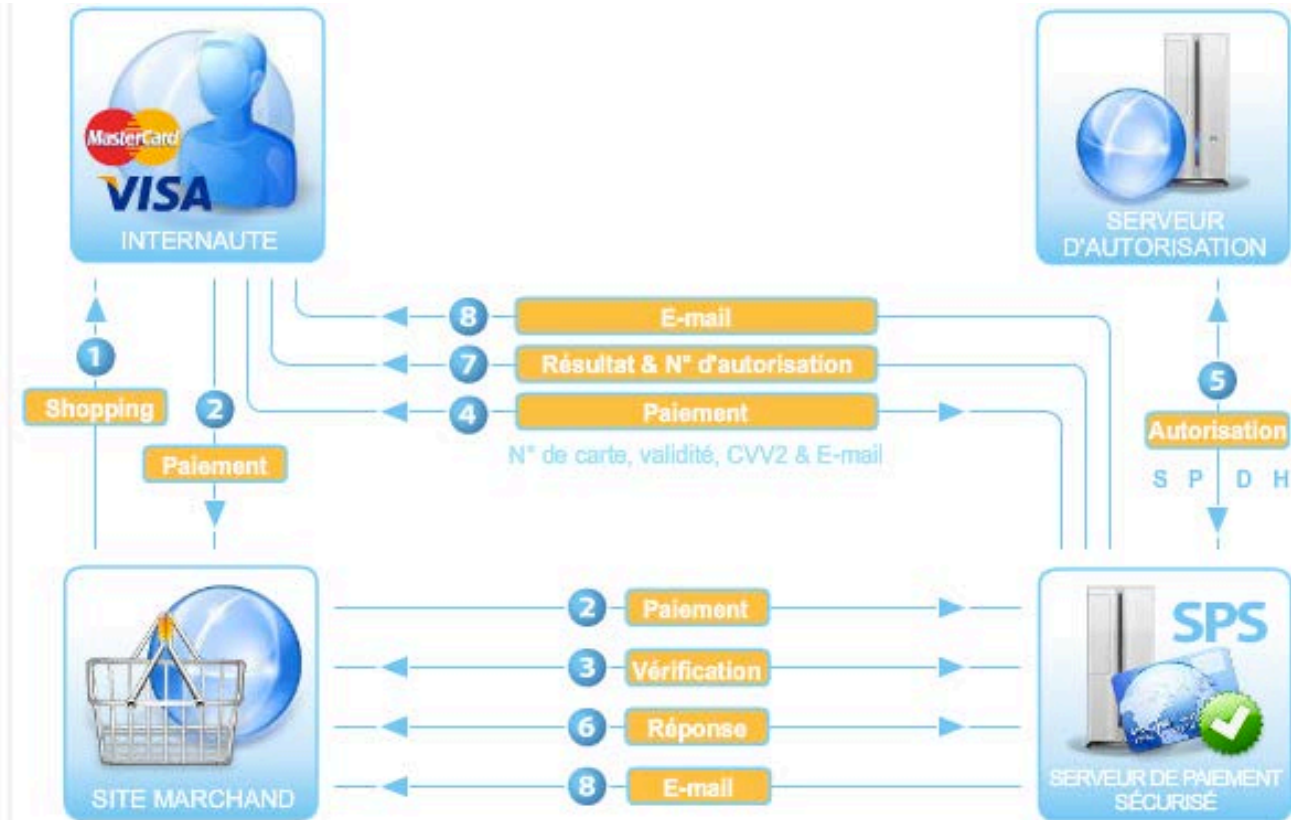 MasterCard
VISA
INTERNAUTE
SERVEUR
D'AUTORISATION
8 E-mail
7 Résultat & N° d'autorisation
4 Paiement
N° de carte, validité, CVV2 & E-mail
1
Shopping
2
Paiement
5
Autorisation
S P D H
2 Paiement
3 Vérification
6 Réponse
8 E-mail
SITE MARCHAND
SPS
SERVEUR DE PAIEMENT
SÉCURISÉ